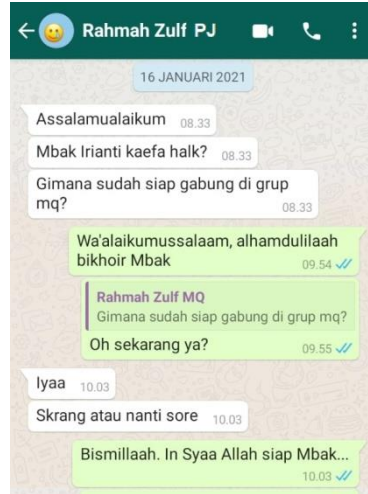 Rahmah Zulf PJ
16 JANUARI 2021
Assalamualaikum 08.33
Mbak Irianti kaefa halk? 08.33
Gimana sudah siap gabung di grup
mq? 08.33
Wa'alaikumussalaam, alhamdulilaah
bikhoir Mbak 09.54
Rahmah Zulf MQ
Gimana sudah siap gabung di grup mq?
Oh sekarang ya? 09.55
Iyaa 10.03
Skrang atau nanti sore 10.03
Bismillaah. In Syaa Allah siap Mbak...
10.03